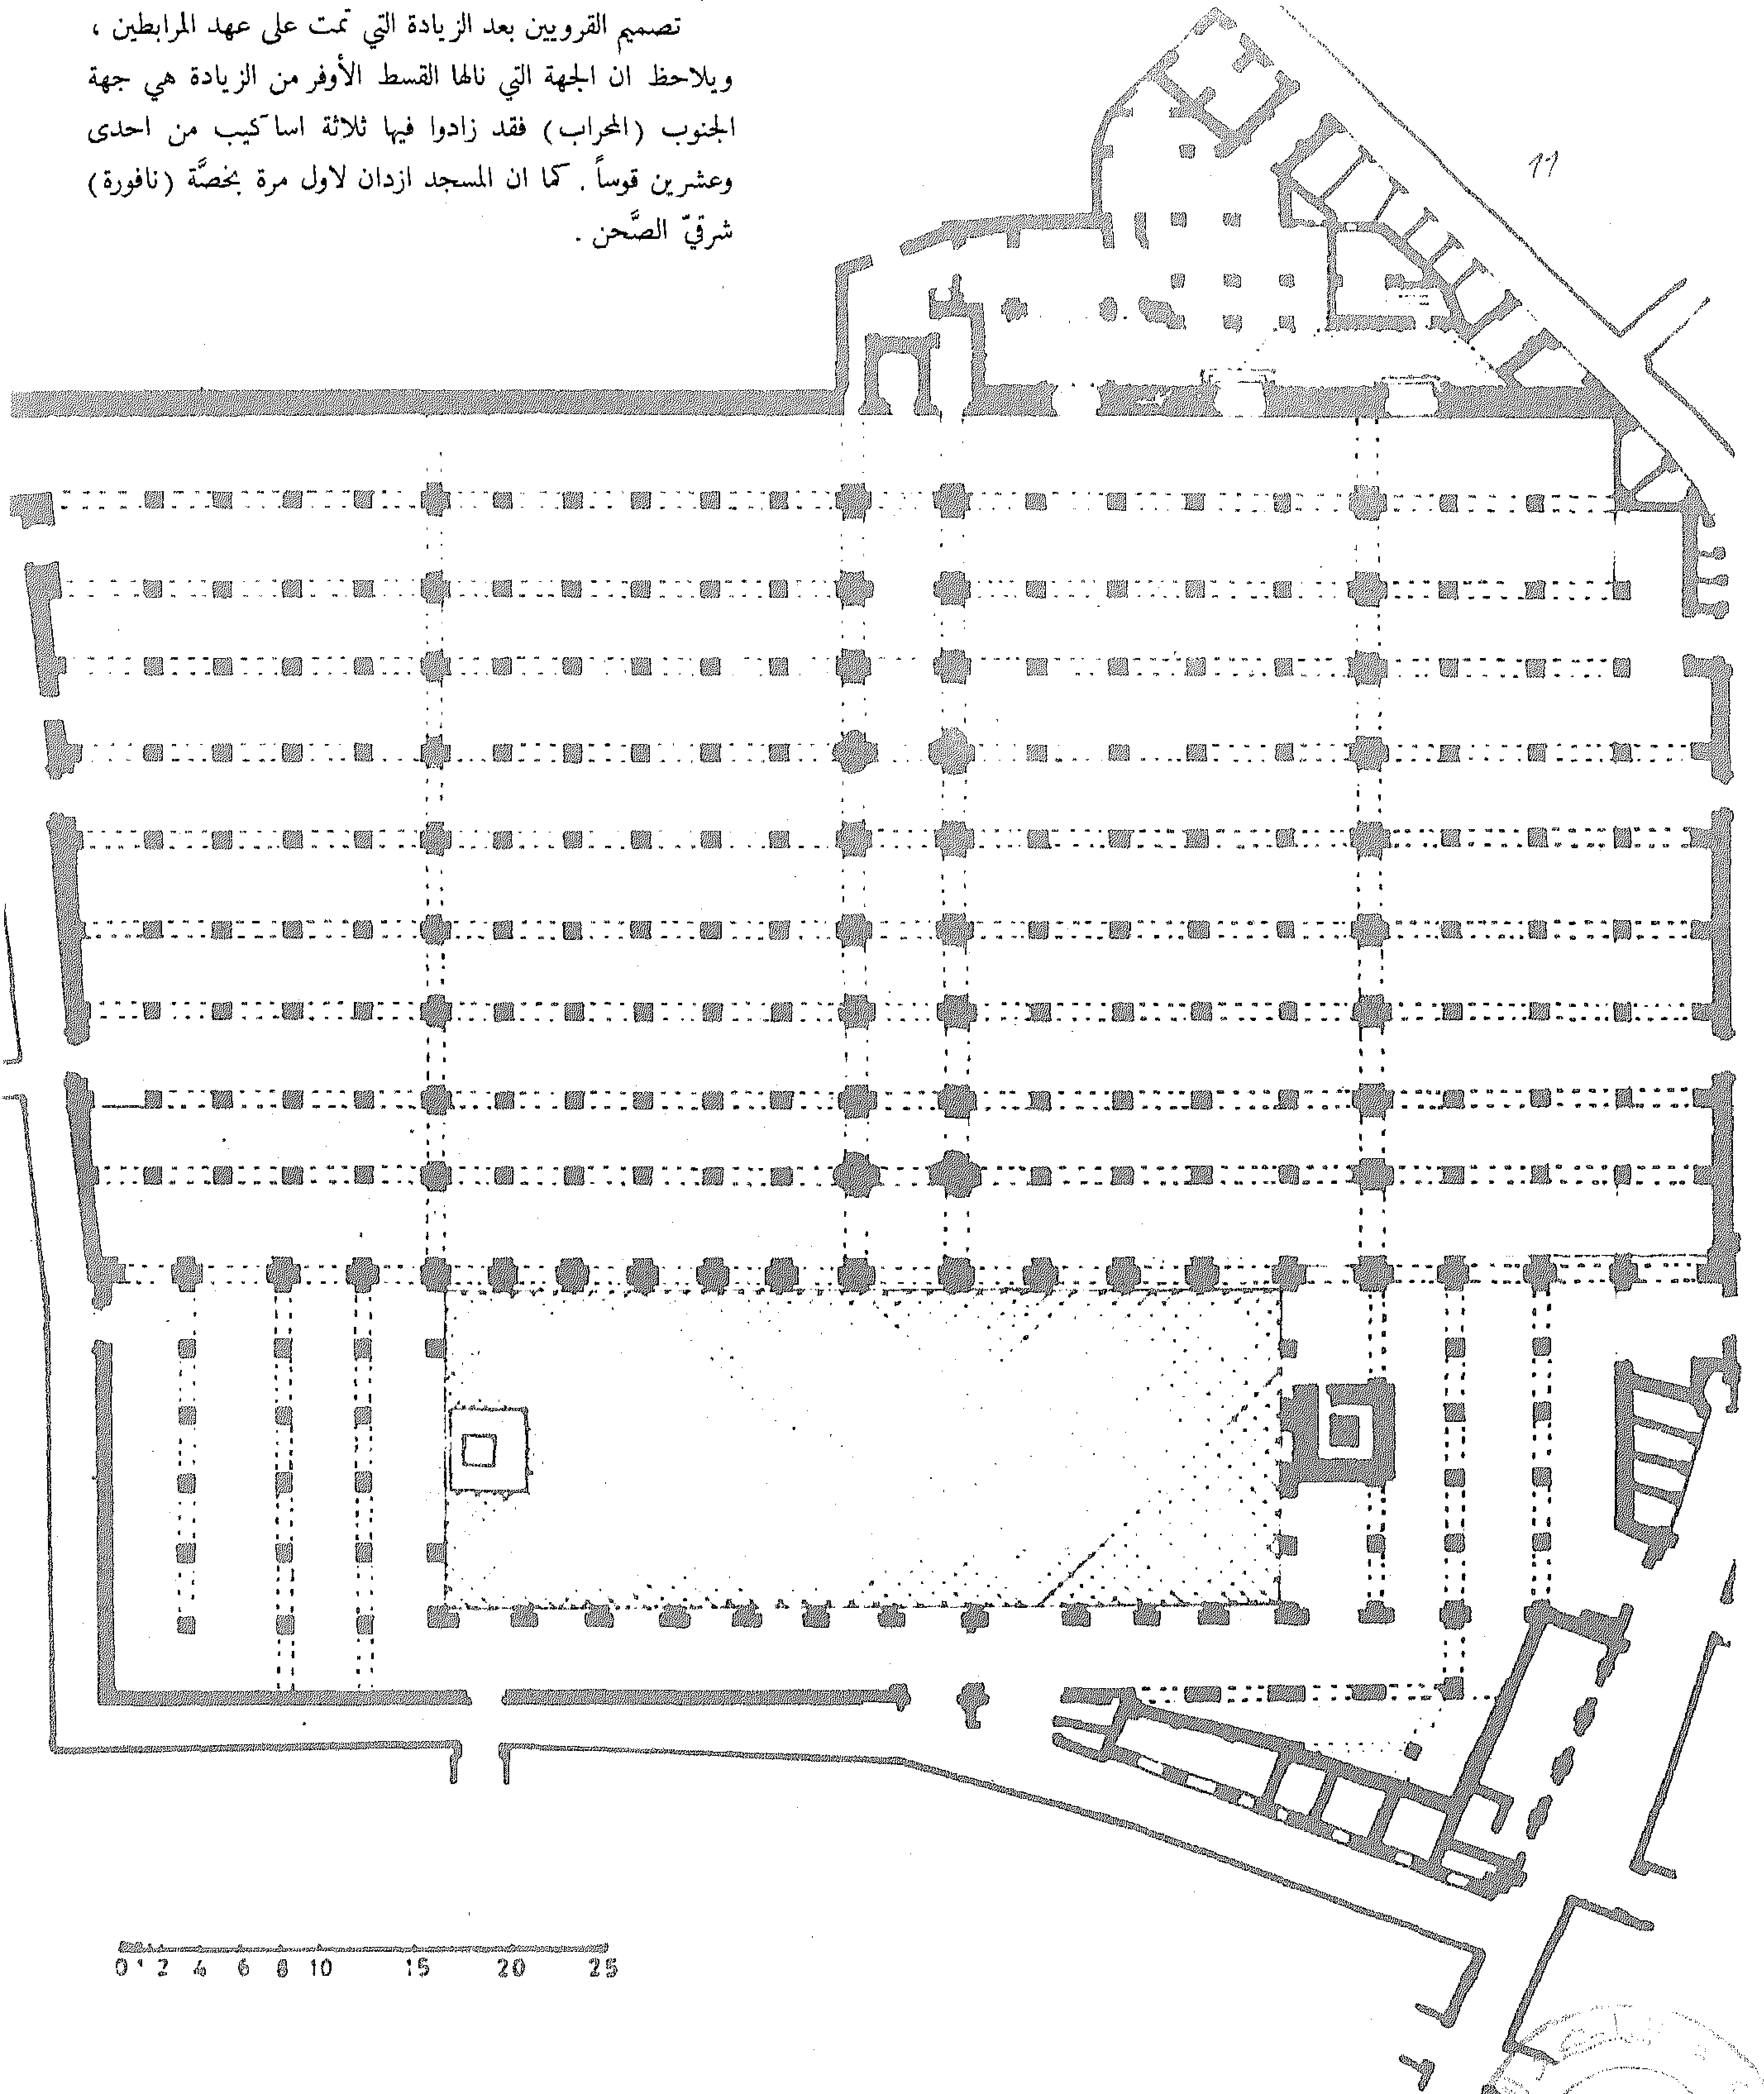 تصميم القرويين بعد الزيادة التي تمت على عهد المرابطين ،
ويلاحظ ان الجهة التي نالها القسط الأوفر من الزيادة هي جهة
الجنوب (المحراب) فقد زادوا فيها ثلاثة اساكيب من احدى
وعشرين قوساً . كما ان المسجد ازدان لاول مرة بخصَّة (نافورة)
شرقيّ الصَّحن .
11
0 1 2 4 6 8 10 15 20 25